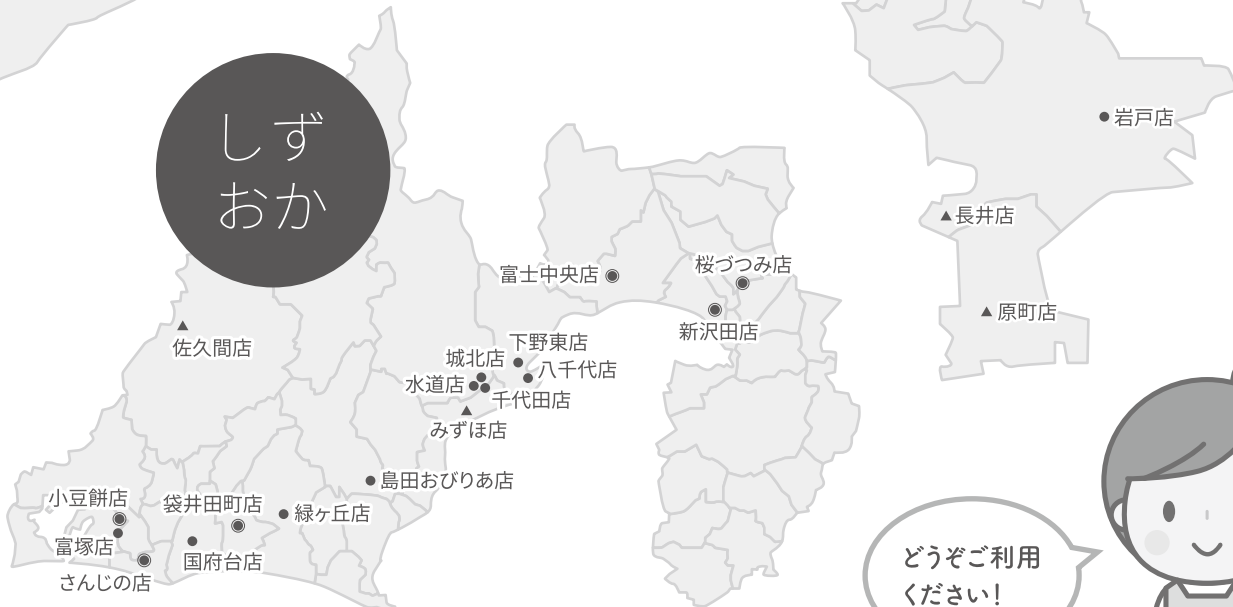 しず
おか
岩戸店
長井店
原町店
富士中央店
桜づつみ店
新沢田店
下野東店
城北店
八千代店
水道店
千代田店
みずほ店
佐久間店
島田おびりあ店
小豆餅店
袋井田町店
緑ヶ丘店
富塚店
国府台店
さんじの店
どうぞご利用
ください!